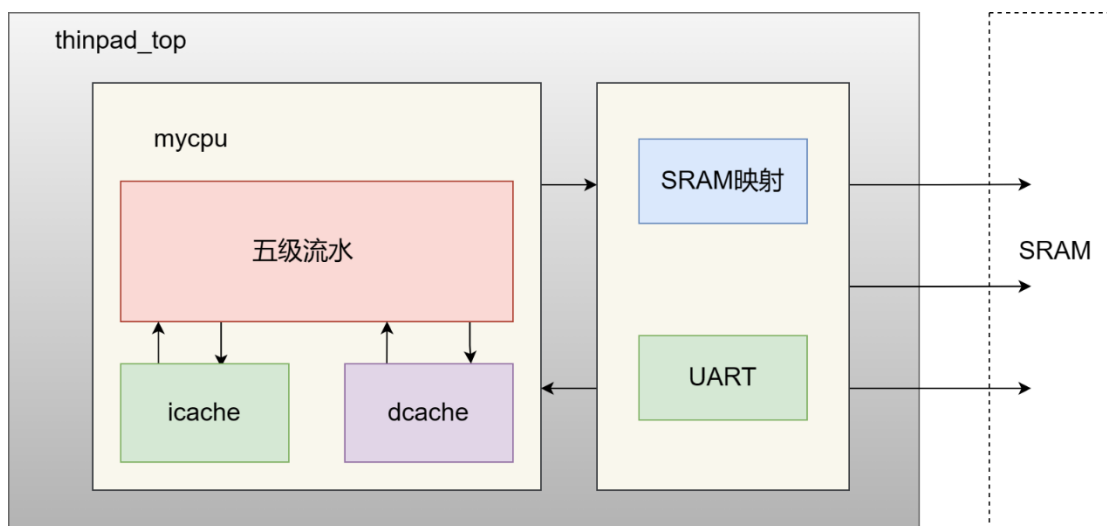 thinpad_top
mycpu
五级流水
icache
dcache
SRAM映射
UART
SRAM